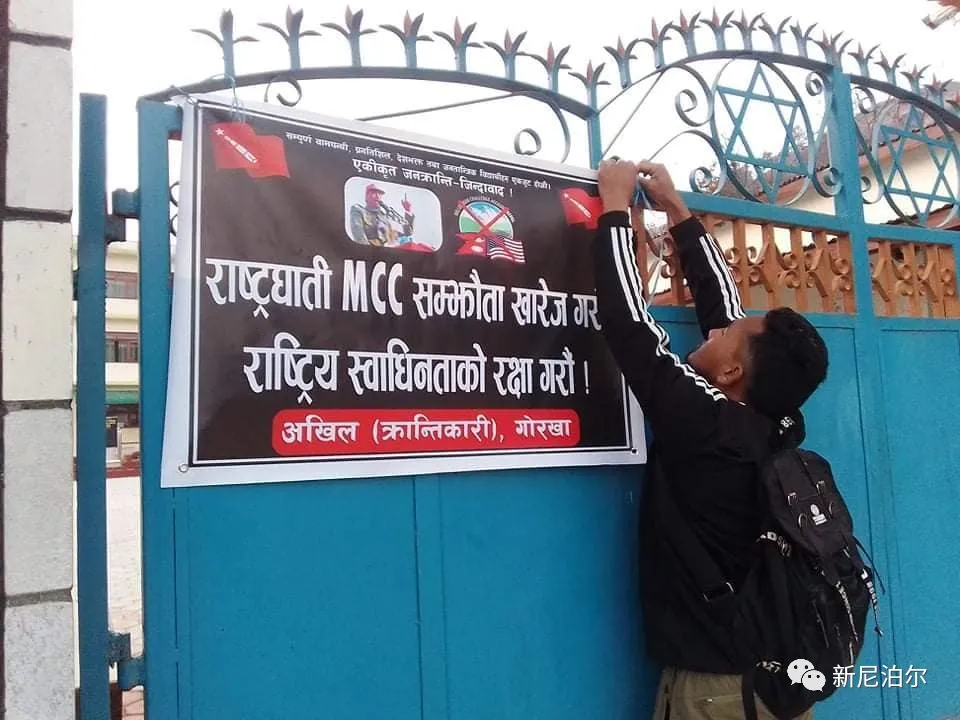 सम्पूर्ण वामपन्थी, प्रगतिशिल, देशभक्त तथा जनतान्त्रिक विद्यार्थीहरु एकजुट होऔं।
एकीकृत जनक्रान्ति-जिन्दावाद !
राष्ट्रघाती MCC सम्झौता खारेज गरौं
राष्ट्रिय स्वाधिनताको रक्षा गरौं !
अखिल (क्रान्तिकारी), गोरखा
新尼泊尔